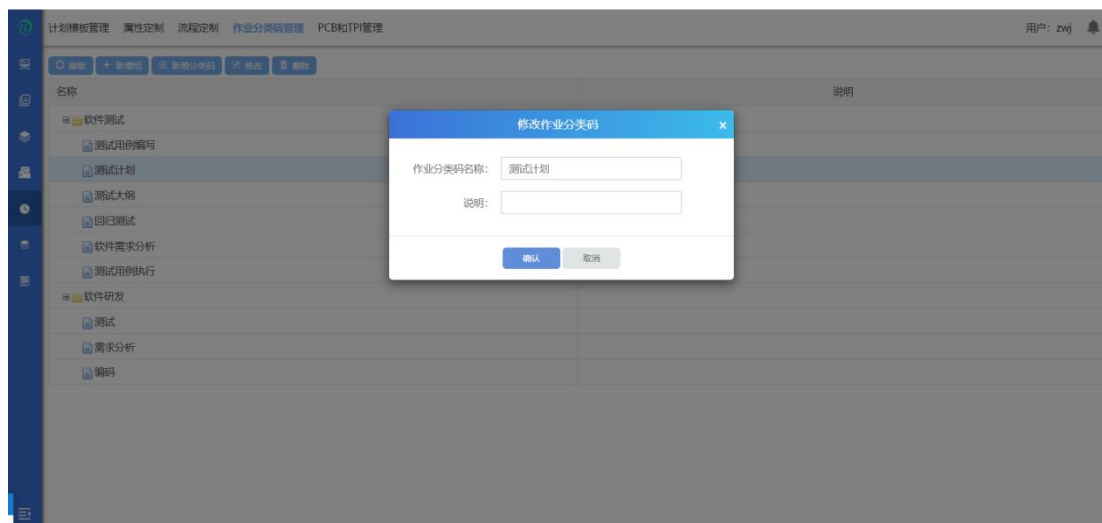 计划模板管理 属性定制 流程定制 作业分类码管理 PCB和TPI管理 用户：zwj
刷新 新增组 新增分类码 修改 删除
名称 说明
软件测试
测试用例编写
测试计划
测试大纲
回归测试
软件需求分析
测试用例执行
软件研发
测试
需求分析
编码
修改作业分类码 ×
作业分类码名称： 测试计划
说明：
确认 取消